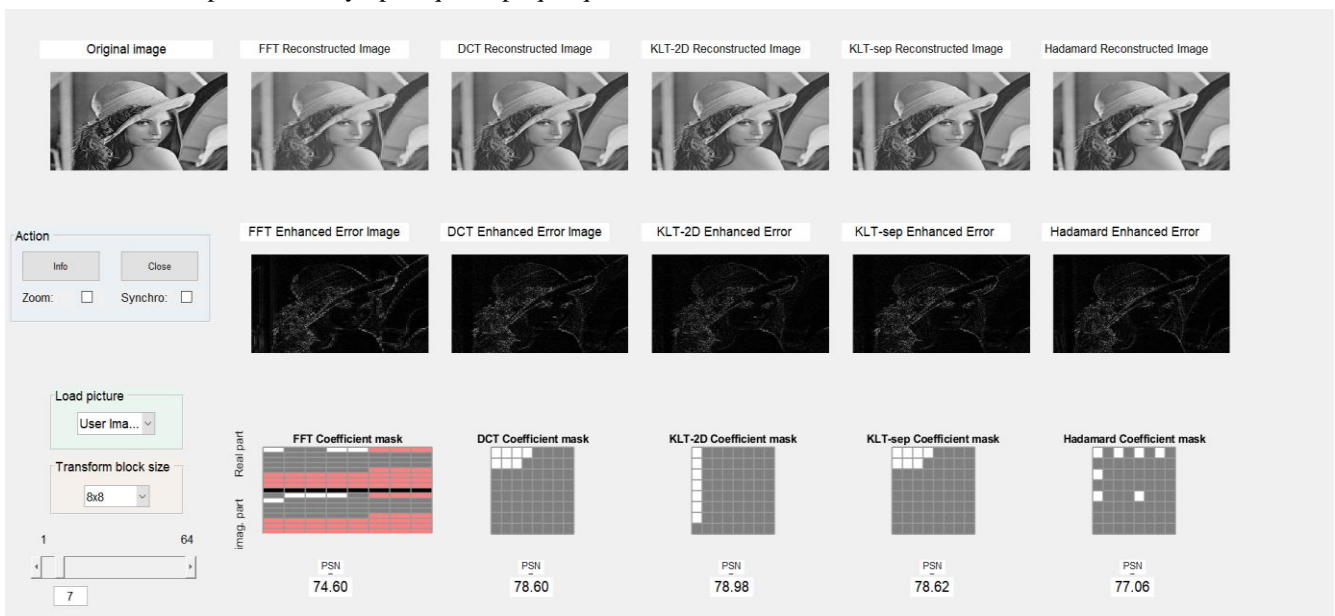 Original image
FFT Reconstructed Image
DCT Reconstructed Image
KLT-2D Reconstructed Image
KLT-sep Reconstructed Image
Hadamard Reconstructed Image
Action
Info
Close
Zoom:
Synchro:
FFT Enhanced Error Image
DCT Enhanced Error Image
KLT-2D Enhanced Error
KLT-sep Enhanced Error
Hadamard Enhanced Error
Load picture
User Ima...
Transform block size
8x8
1
64
7
Real part
imag. part
FFT Coefficient mask
DCT Coefficient mask
KLT-2D Coefficient mask
KLT-sep Coefficient mask
Hadamard Coefficient mask
PSN
PSN
PSN
PSN
PSN
74.60
78.60
78.98
78.62
77.06